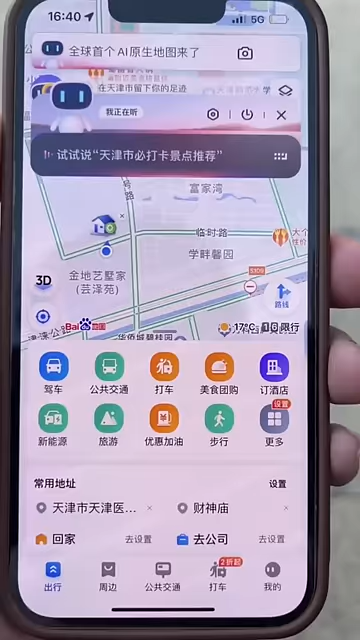 16:40
5G
全球首个AI原生地图来了
在天津市留下你的足迹
我正在听
试试说“天津市必打卡景点推荐”
富家湾
临时路
学畔馨园
S309
3D
金地艺墅家
(芸泽苑)
路线
Bai 地图
17°C
限行
驾车
公共交通
打车
美食团购
订酒店
设置
新能源
旅游
优惠加油
步行
更多
常用地址
设置
天津市天津医...
财神庙
回家
去设置
去公司
去设置
2折起
出行
周边
公共交通
打车
我的